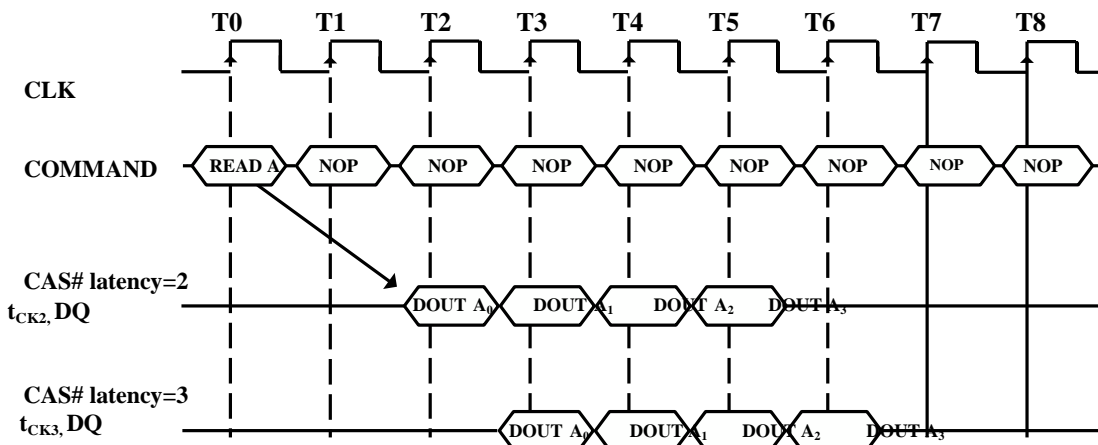 T0 T1 T2 T3 T4 T5 T6 T7 T8
CLK
COMMAND READ A NOP NOP NOP NOP NOP NOP NOP NOP
CAS# latency=2
tCK2, DQ DOUT A0 DOUT A1 DOUT A2 DOUT A3
CAS# latency=3
tCK3, DQ DOUT A0 DOUT A1 DOUT A2 DOUT A3